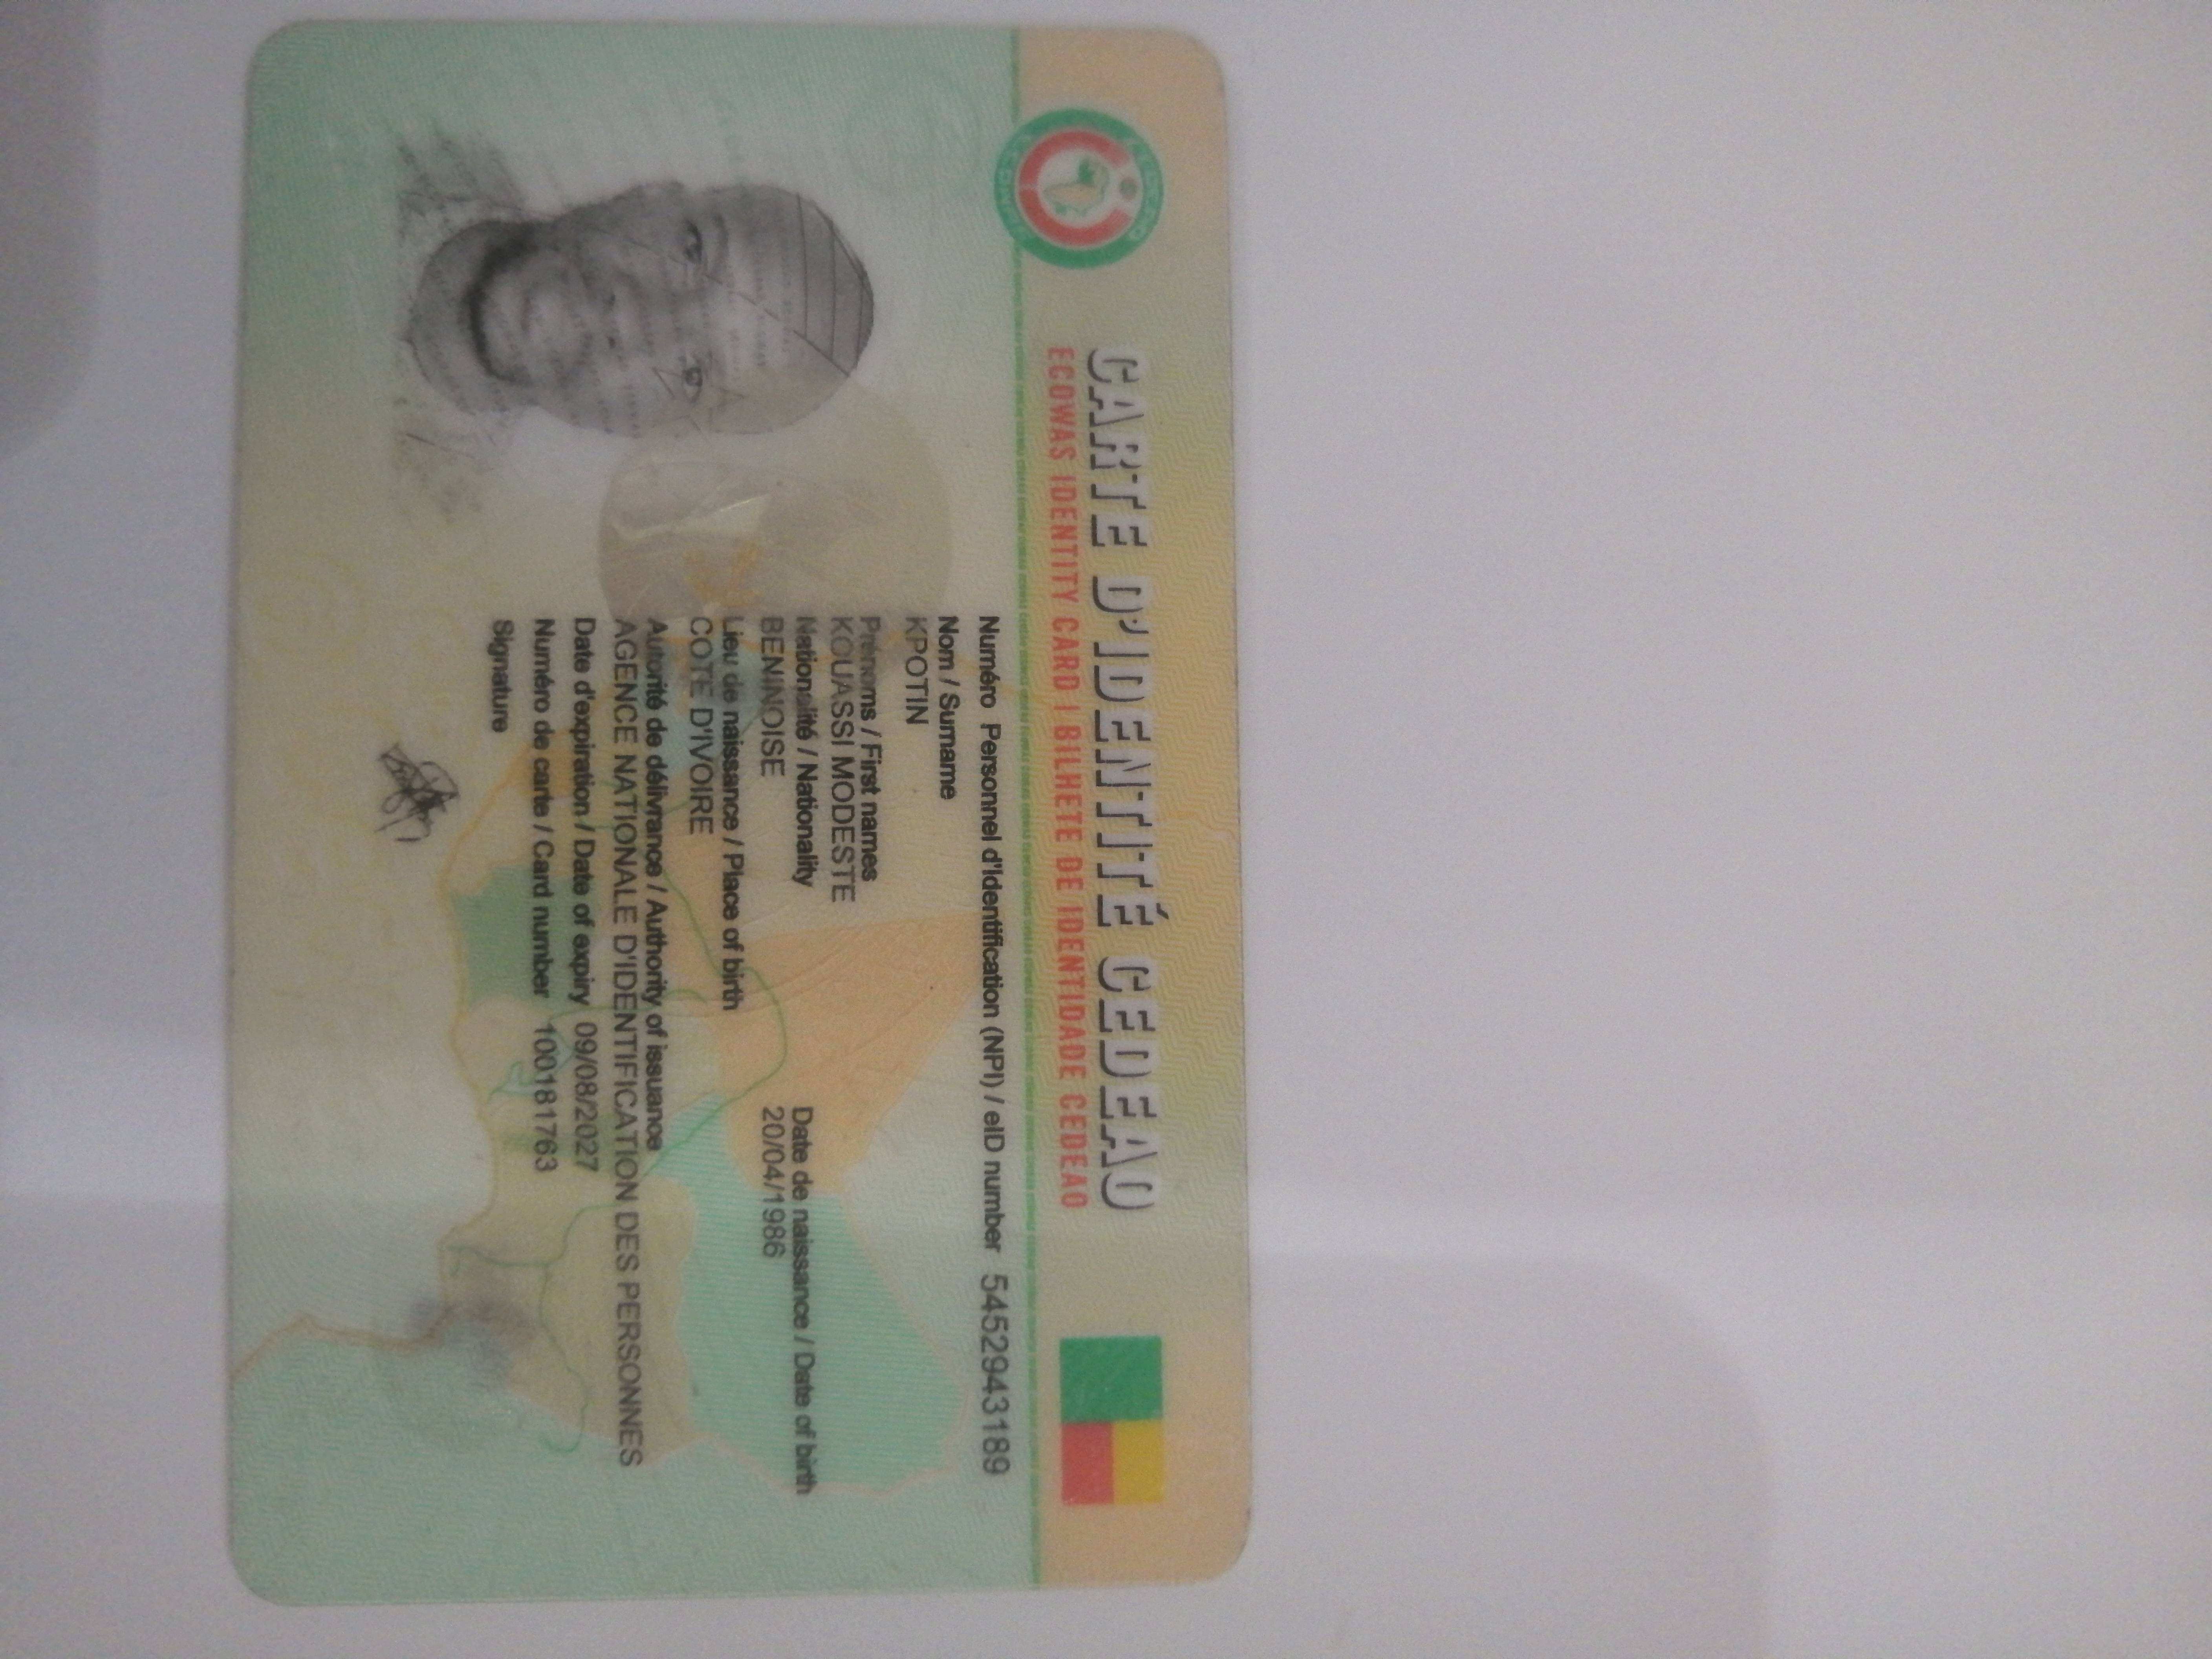 CARTE D'IDENTITÉ CEDEAO
ECOWAS IDENTITY CARD | BILHETE DE IDENTIDADE CEDEAO
Numéro Personnel d'Identification (NPI) / eID number 5452943189
Nom / Surname
KPOTIN
Prénoms / First names
KOUASSI MODESTE
Nationalité / Nationality Date de naissance / Date of birth
BENINOISE 20/04/1986
Lieu de naissance / Place of birth
COTE D'IVOIRE
Autorité de délivrance / Authority of issuance
AGENCE NATIONALE D'IDENTIFICATION DES PERSONNES
Date d'expiration / Date of expiry 09/08/2027
Numéro de carte / Card number 100181763
Signature